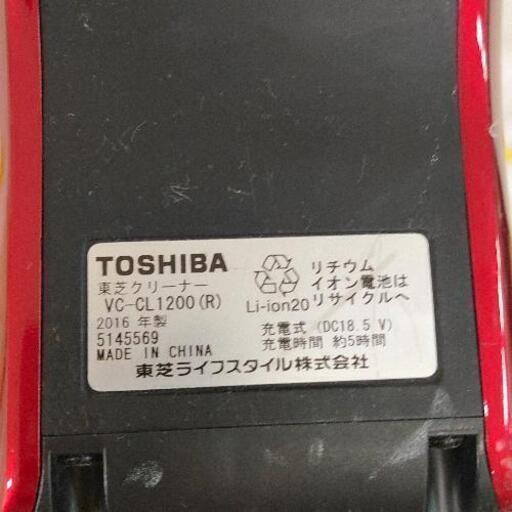 TOSHIBA
東芝クリーナー
VC-CL1200(R)
2016 年製
5145569
MADE IN CHINA
Li-ion20
リチウム
イオン電池は
リサイクルへ
充電式 (DC18.5 V)
充電時間 約5時間
東芝ライフスタイル株式会社